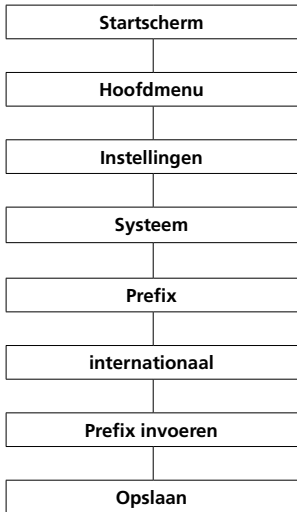 Startscherm
Hoofdmenu
Instellingen
Systeem
Prefix
internationaal
Prefix invoeren
Opslaan